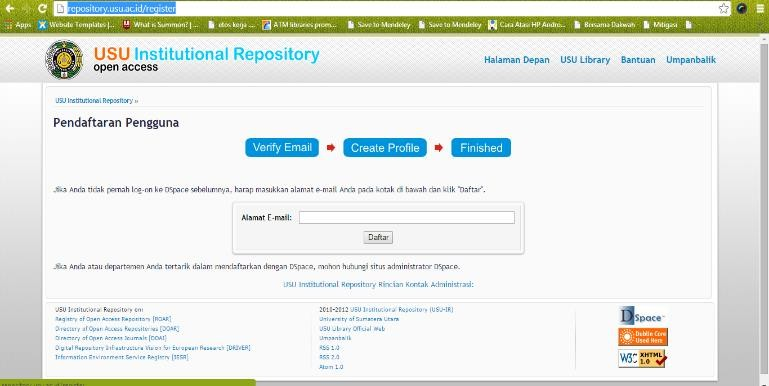 repository.usu.ac.id/register
Apps Website Templates |... What is Summon? | ... etos kega .... ATM libraries prom... Save to Mendeley Save to Mendeley Cara Atasi HP Andro... Bersama Dakwah Mitigasi
USU Institutional Repository
open access
Halaman Depan USU Library Bantuan Umpanbalik
USU Institutional Repository »
Pendaftaran Pengguna
Verify Email Create Profile Finished
Jika Anda tidak pernah log-on ke DSpace sebelumnya, harap masukkan alamat e-mail Anda pada kotak di bawah dan klik "Daftar".
Alamat E-mail:
Daftar
Jika Anda atau departemen Anda tertarik dalam mendaftarkan dengan DSpace, mohon hubungi situs administrator DSpace.
USU Institutional Repository Rincian Kontak Administrasi:
USU Institutional Repository on:
Registry of Open Access Repository [ROAR]
Directory of Open Access Repositories [DOAR]
Directory of Open Access Journals [DOAJ]
Digital Repository Infrastructure Vision for European Research [DRIVER]
Information Environment Service Registry [IESR]
2010-2012 USU Institutional Repository (USU-IR)
University of Sumatera Utara
USU Library Official Web
Umpanbalik
RSS 1.0
RSS 2.0
Atom 1.0
DSpace™
Dublin Core
Used Here
W3C XHTML 1.0